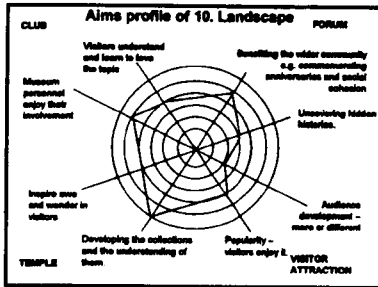 Aims profile of 10. Landscape
CLUB
FORUM
Visitors understand
and learn to love
the topic
Benefiting the wider community
e.g. commemorating
anniversaries and social
cohesion
Museum
personnel
enjoy their
involvement
Uncovering hidden
histories.
Inspire awe
and wonder in
visitors
Audience
development –
more or different
Developing the collections
and the understanding of
them
Popularity –
visitors enjoy it.
TEMPLE
VISITOR
ATTRACTION